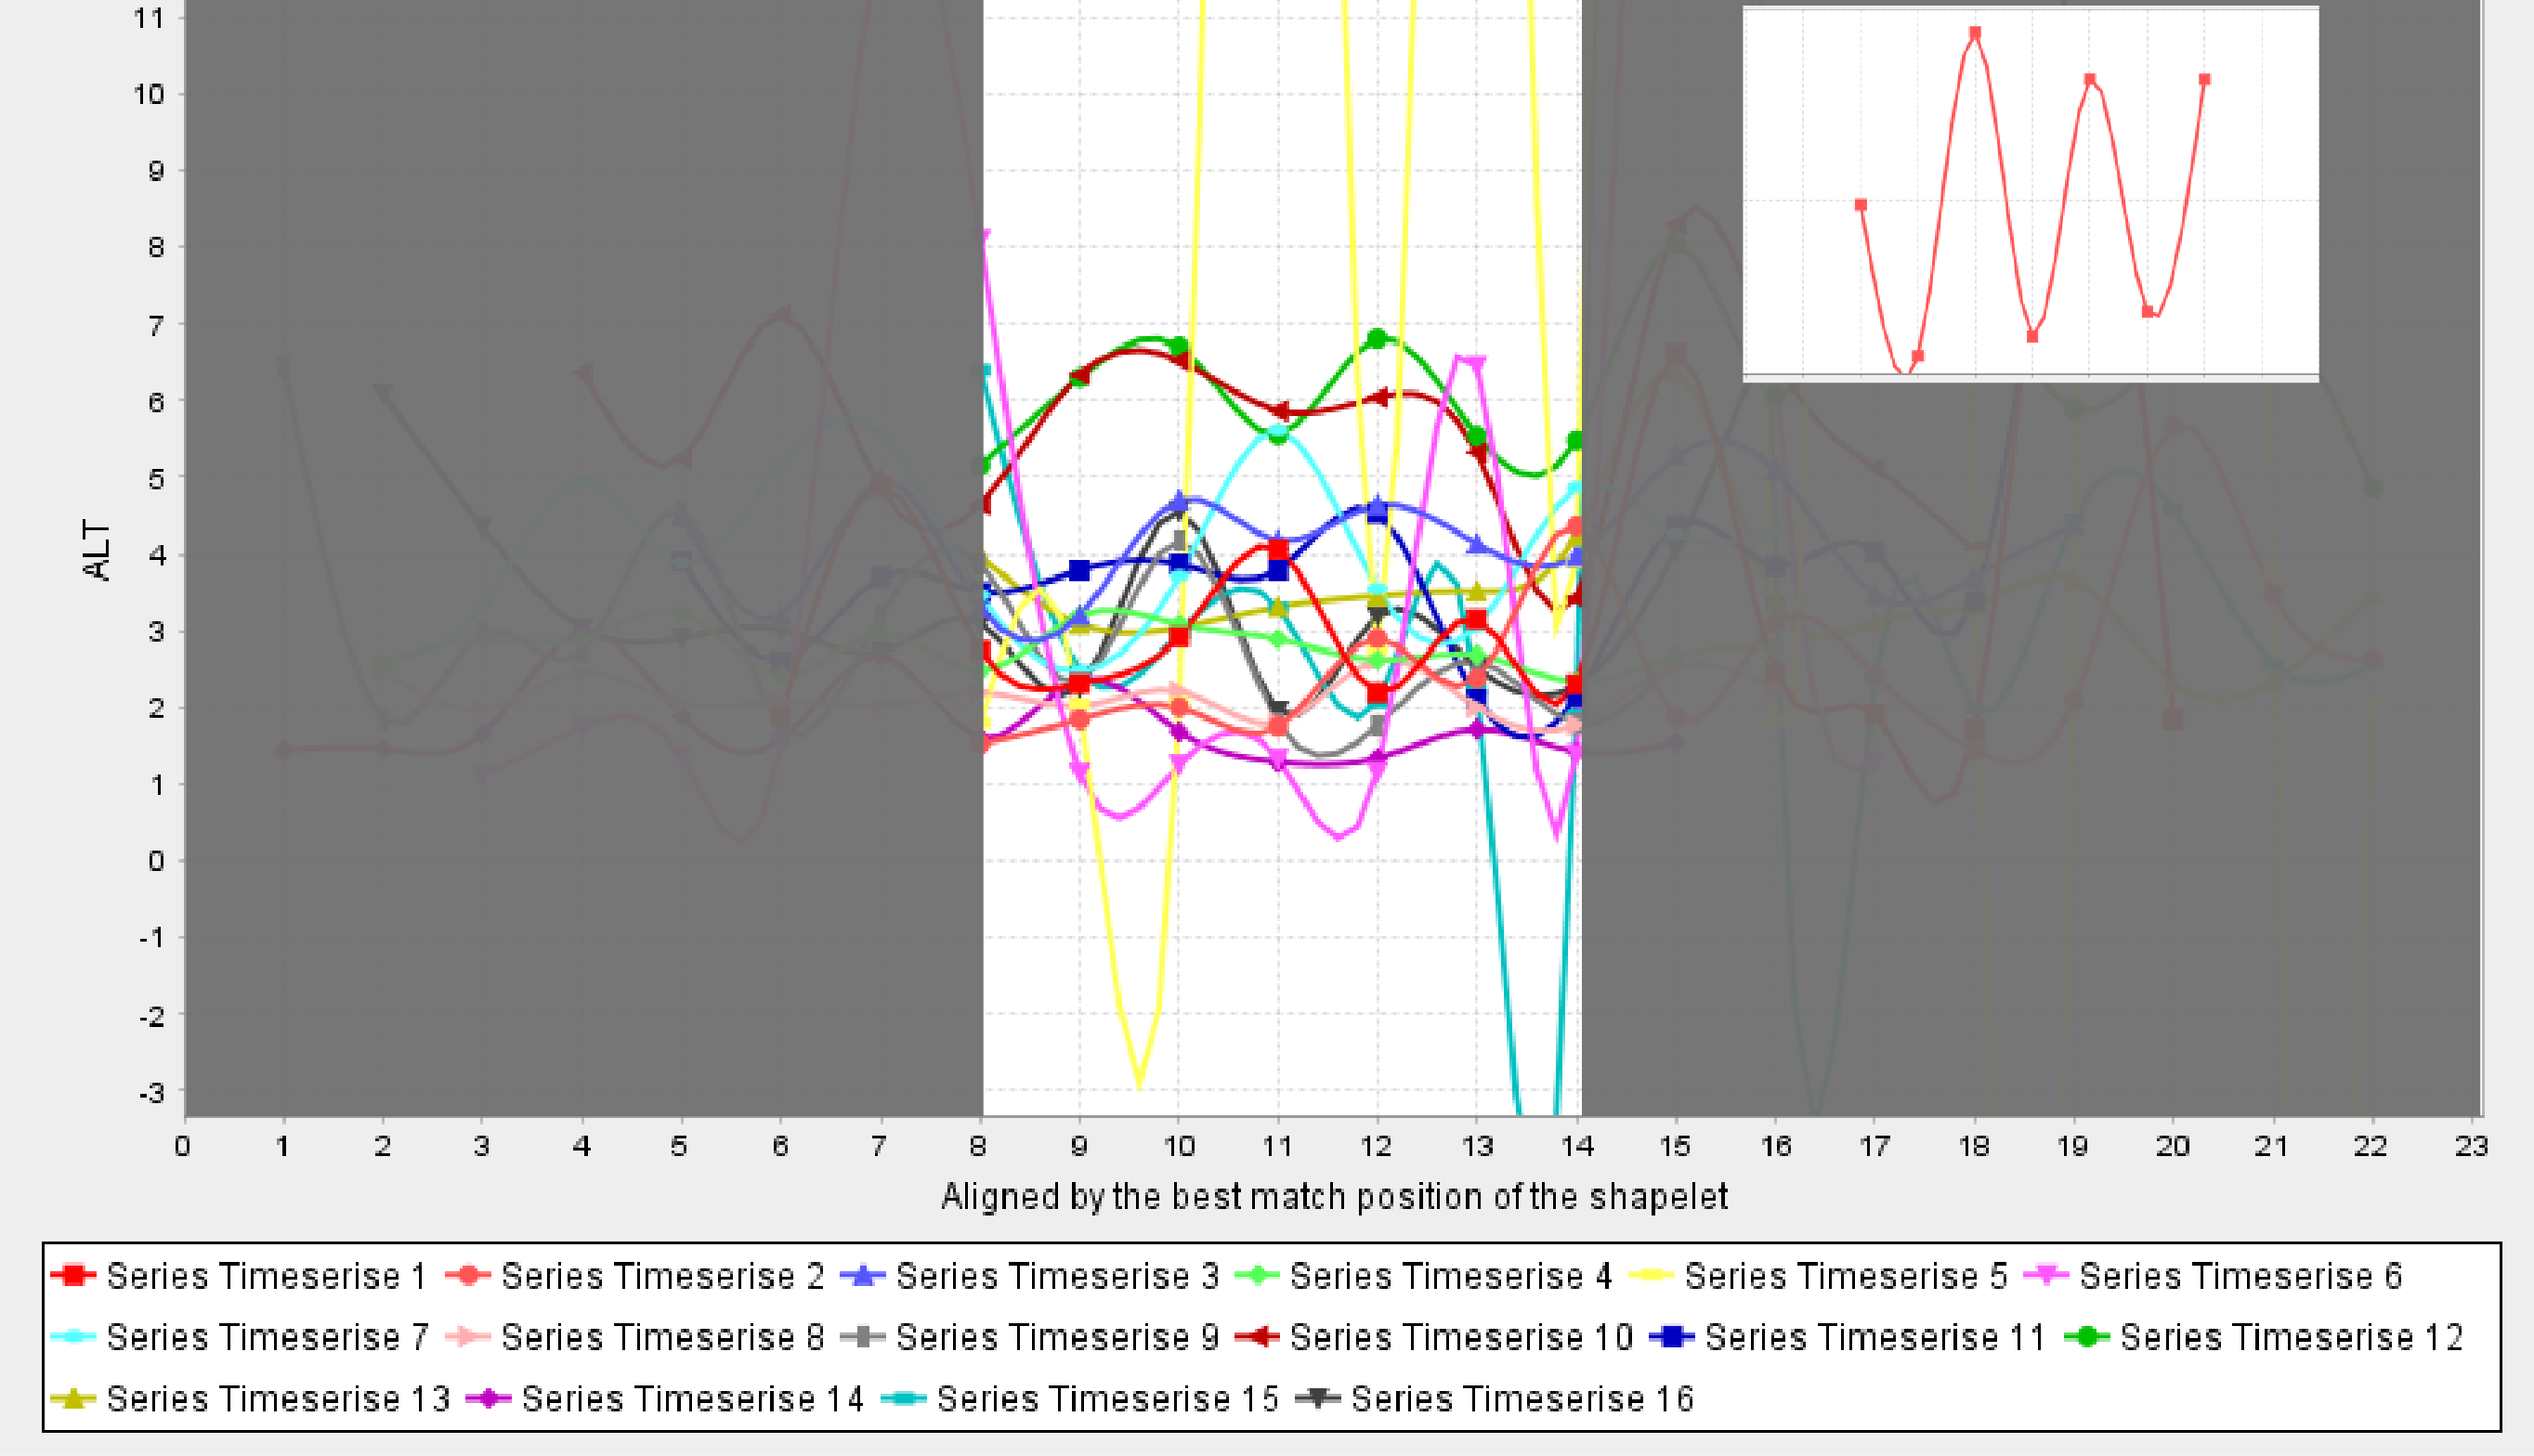 11
10
9
8
7
6
5
4
3
2
1
0
-1
-2
-3
ALT
0 1 2 3 4 5 6 7 8 9 10 11 12 13 14 15 16 17 18 19 20 21 22 23
Aligned by the best match position of the shapelet
Series Timeserise 1 Series Timeserise 2 Series Timeserise 3 Series Timeserise 4 Series Timeserise 5 Series Timeserise 6
Series Timeserise 7 Series Timeserise 8 Series Timeserise 9 Series Timeserise 10 Series Timeserise 11 Series Timeserise 12
Series Timeserise 13 Series Timeserise 14 Series Timeserise 15 Series Timeserise 16